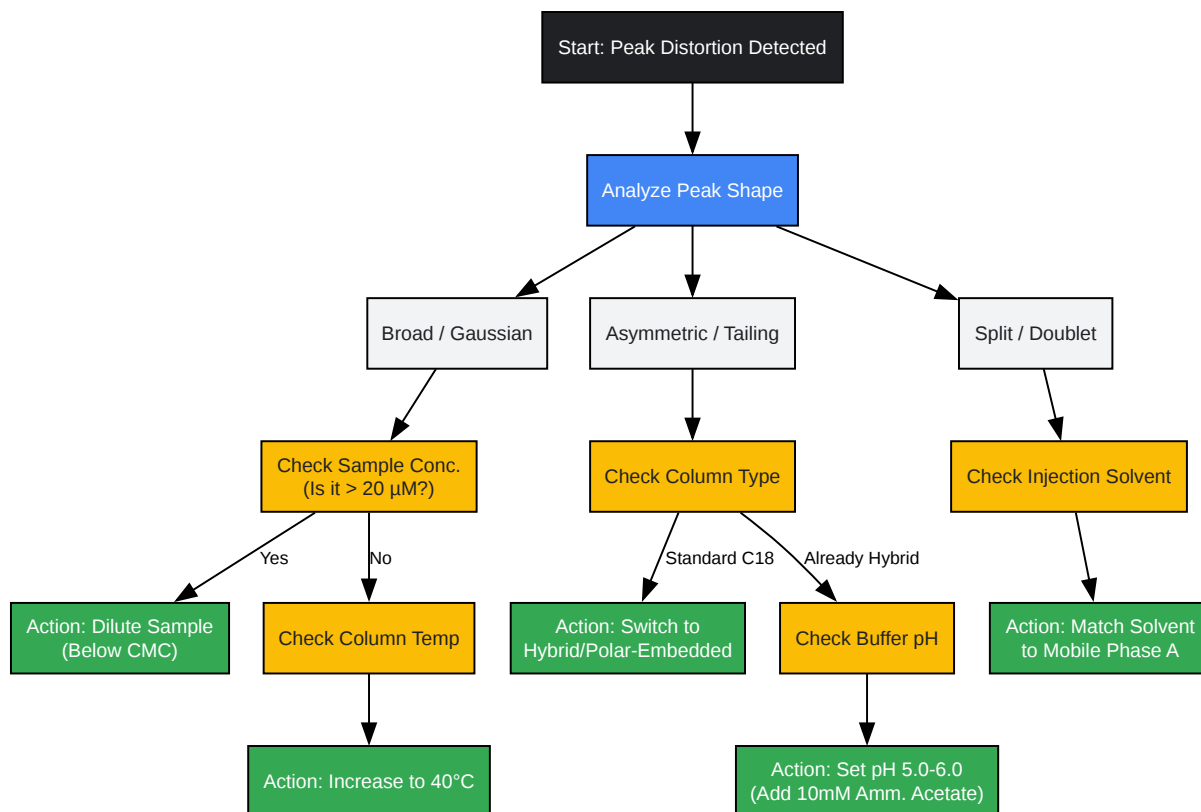 Start: Peak Distortion Detected
Analyze Peak Shape
Broad / Gaussian
Asymmetric / Tailing
Split / Doublet
Check Sample Conc.
(Is it > 20 µM?)
Check Column Type
Check Injection Solvent
Yes
No
Standard C18
Already Hybrid
Action: Dilute Sample
(Below CMC)
Check Column Temp
Action: Switch to
Hybrid/Polar-Embedded
Check Buffer pH
Action: Match Solvent
to Mobile Phase A
Action: Increase to 40°C
Action: Set pH 5.0-6.0
(Add 10mM Amm. Acetate)